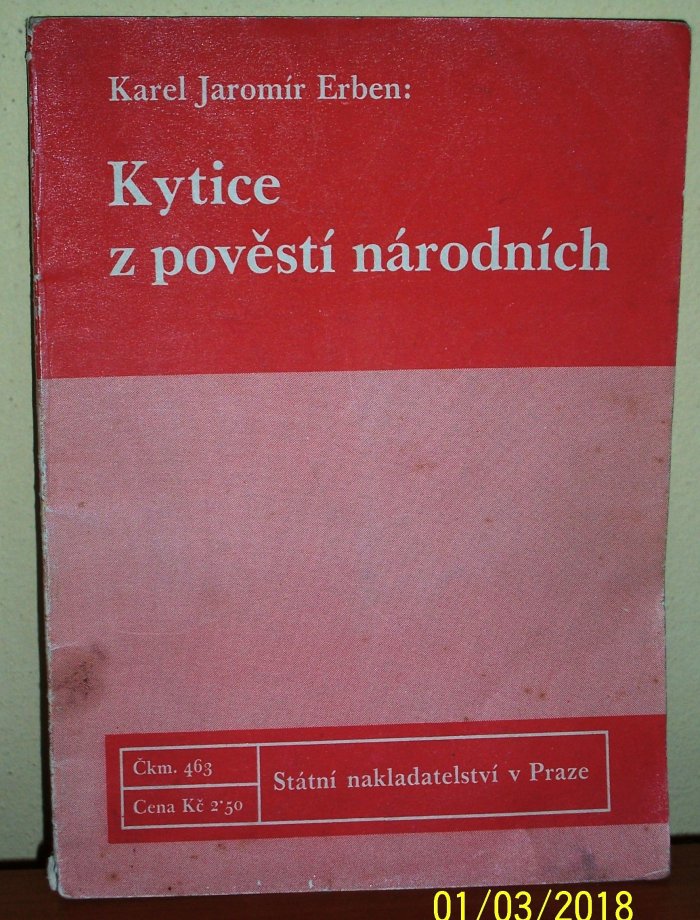 Karel Jaromír Erben:
Kytice
z pověstí národních
Čkm. 463
Cena Kč 2·50
Státní nakladatelství v Praze
01/03/2018